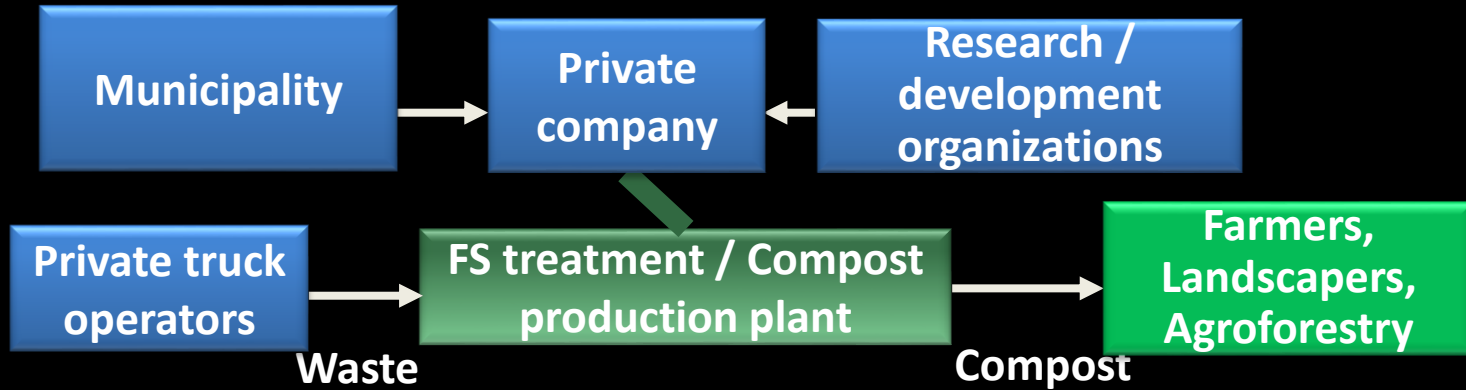 Municipality
Private
company
Research /
development
organizations
Private truck
operators
FS treatment / Compost
production plant
Farmers,
Landscapers,
Agroforestry
Waste
Compost